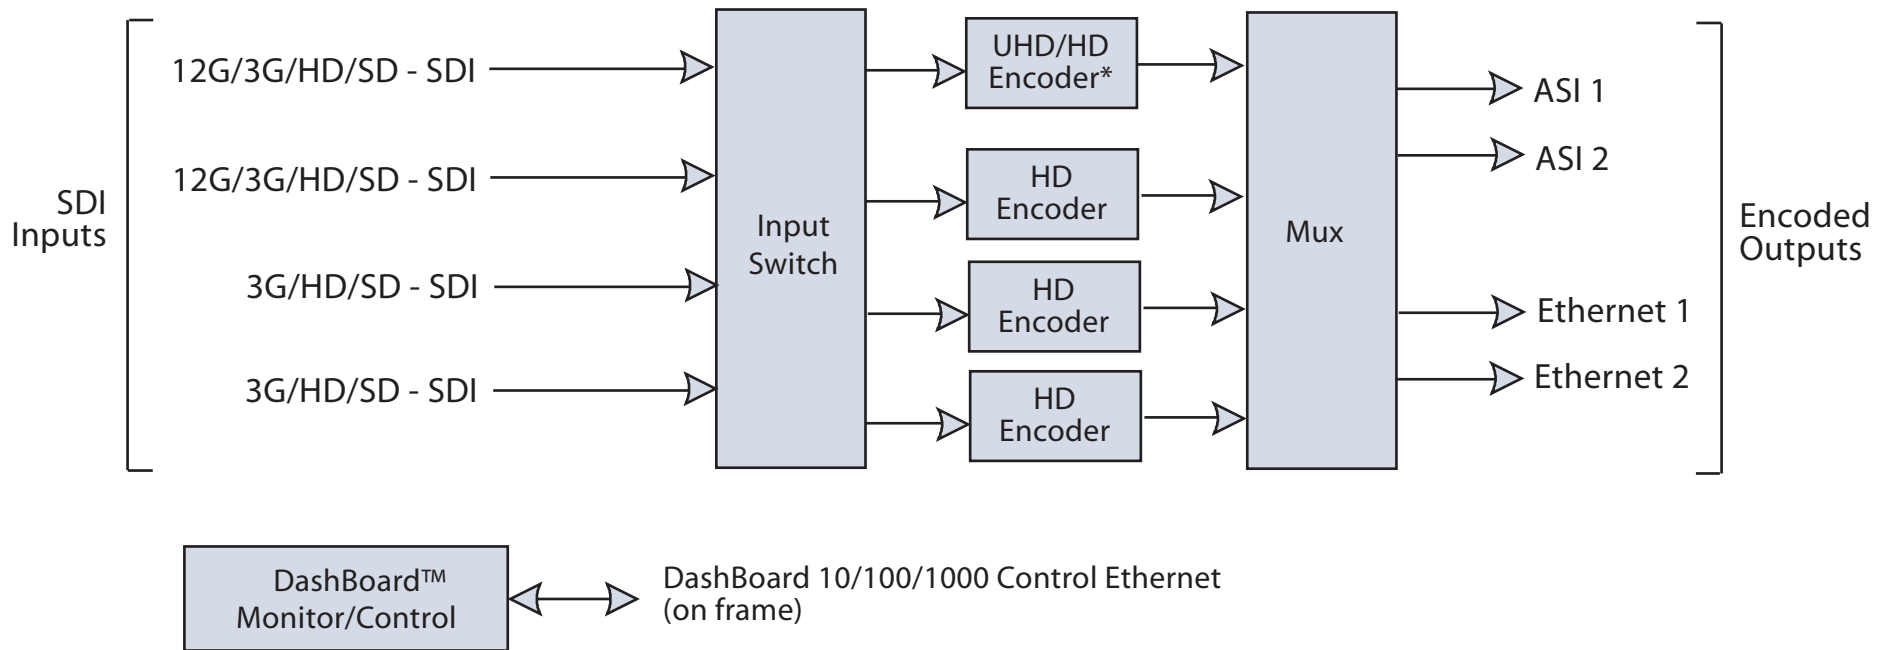 SDI
Inputs
12G/3G/HD/SD - SDI
12G/3G/HD/SD - SDI
3G/HD/SD - SDI
3G/HD/SD - SDI
Input
Switch
UHD/HD
Encoder*
HD
Encoder
HD
Encoder
HD
Encoder
Mux
ASI 1
ASI 2
Ethernet 1
Ethernet 2
Encoded
Outputs
DashBoard™
Monitor/Control
DashBoard 10/100/1000 Control Ethernet
(on frame)